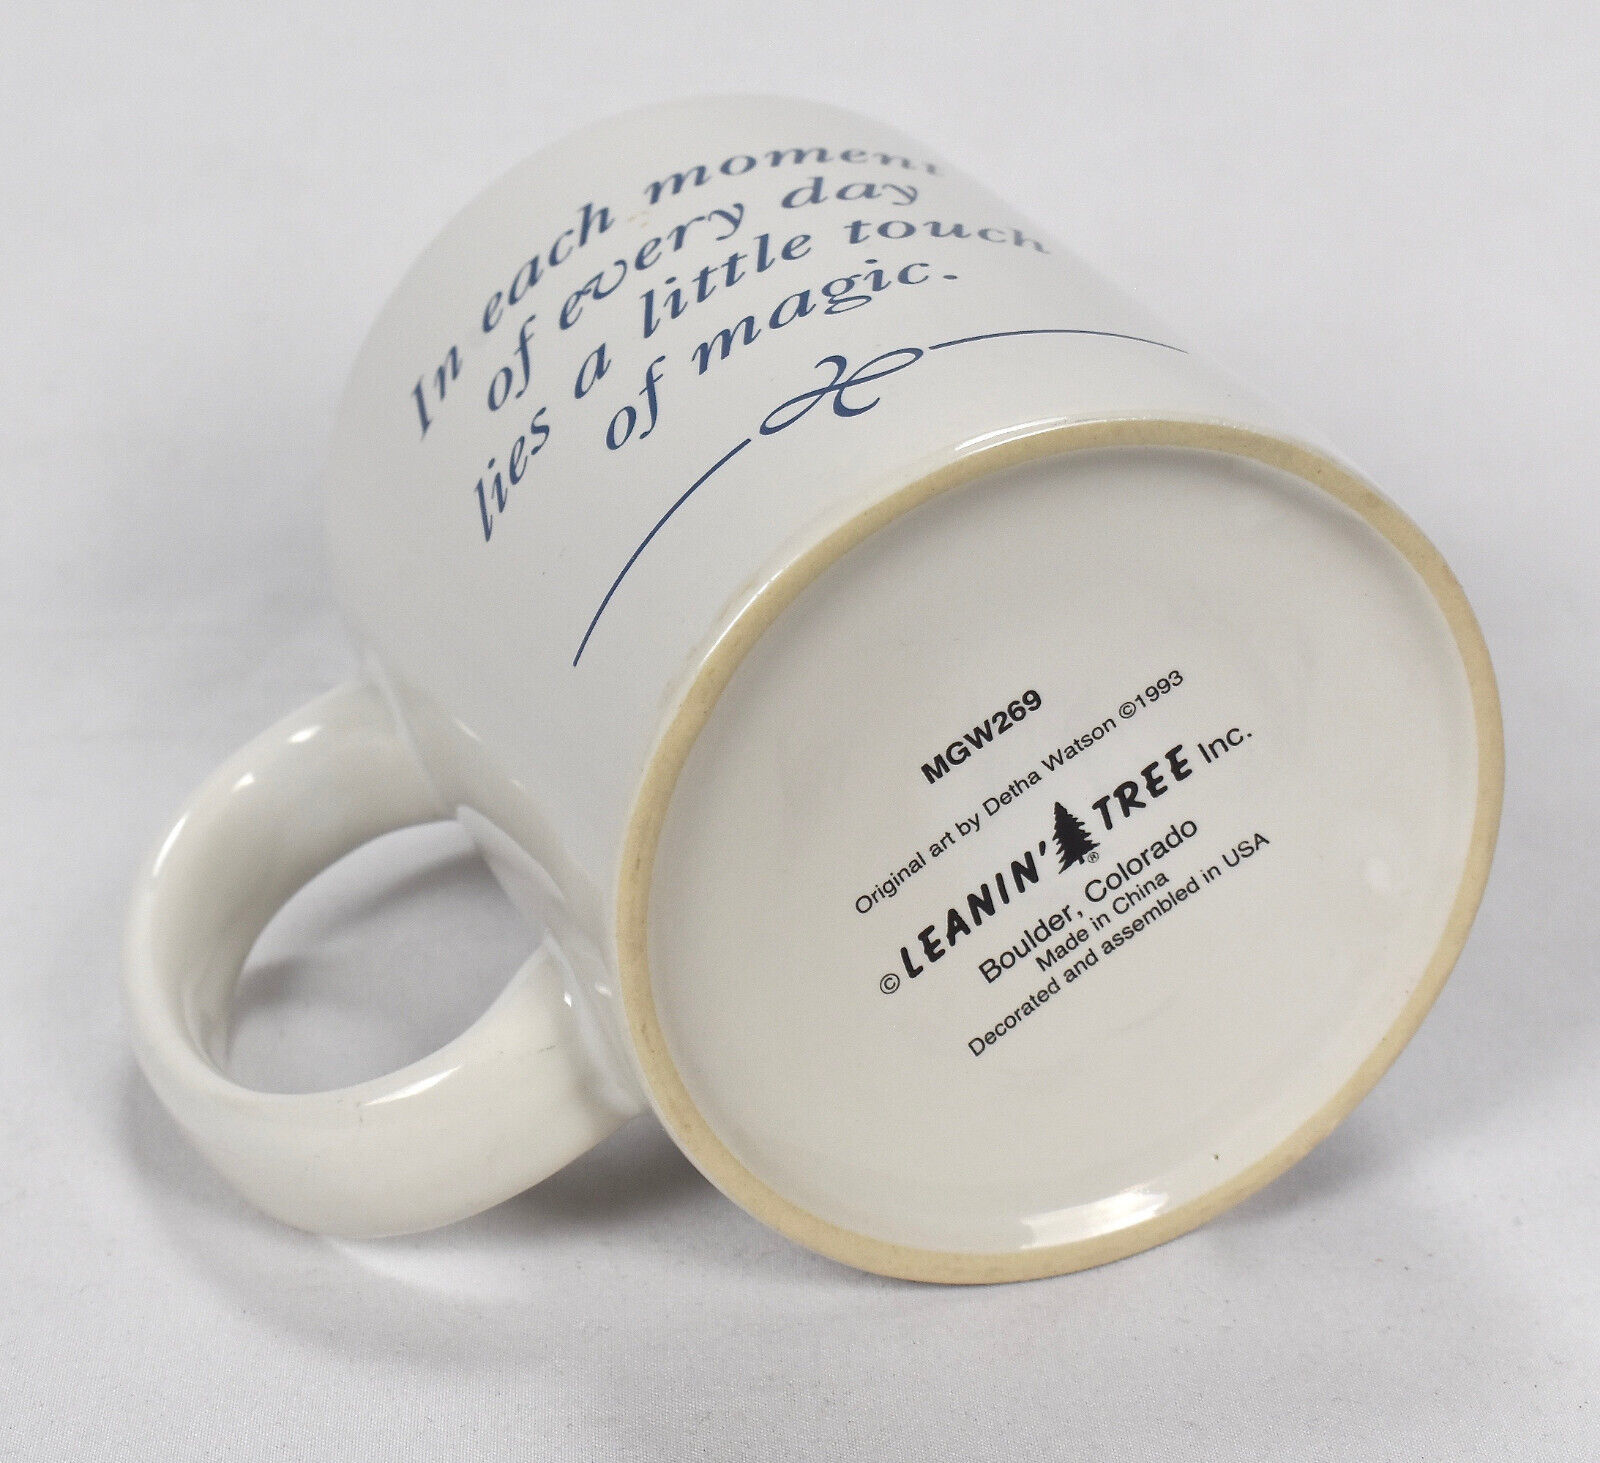 In each moment
of every day
lies a little touch
of magic.
MGW269
Original art by Detha Watson ©1993
©LEANIN' TREE® Inc.
Boulder, Colorado
Made in China
Decorated and assembled in USA